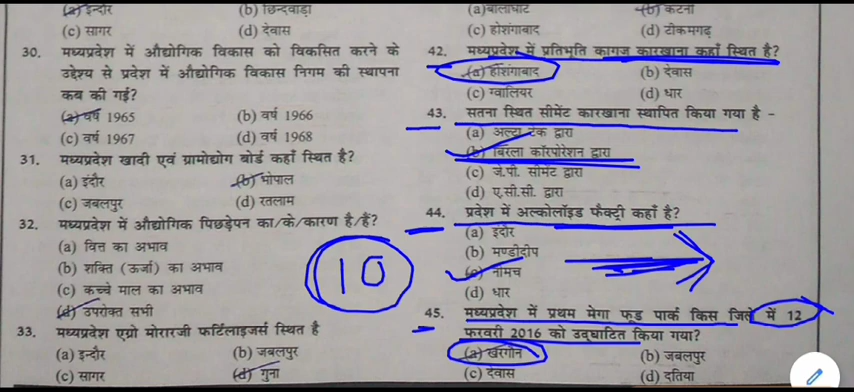 (a) इन्दौर (b) छिन्दवाड़ा
(c) सागर (d) देवास
30. मध्यप्रदेश में औद्योगिक विकास को विकसित करने के
उद्देश्य से प्रदेश में औद्योगिक विकास निगम की स्थापना
कब की गई?
(a) वर्ष 1965 (b) वर्ष 1966
(c) वर्ष 1967 (d) वर्ष 1968
31. मध्यप्रदेश खादी एवं ग्रामोद्योग बोर्ड कहाँ स्थित है?
(a) इंदौर (b) भोपाल
(c) जबलपुर (d) रतलाम
32. मध्यप्रदेश में औद्योगिक पिछड़ेपन का/के/कारण है/हैं?
(a) वित्त का अभाव
(b) शक्ति (ऊर्जा) का अभाव
(c) कच्चे माल का अभाव
(d) उपरोक्त सभी
33. मध्यप्रदेश एग्रो मोरारजी फर्टिलाइजर्स स्थित है
(a) इन्दौर (b) जबलपुर
(c) सागर (d) गुना
10
(a) बालाघाट (b) कटनी
(c) होशंगाबाद (d) टीकमगढ़
42. मध्यप्रदेश में प्रतिभूति कागज कारखाना कहाँ स्थित है?
(a) होशंगाबाद (b) देवास
(c) ग्वालियर (d) धार
43. सतना स्थित सीमेंट कारखाना स्थापित किया गया है -
(a) अल्ट्रा टेक द्वारा
(b) बिरला कॉरपोरेशन द्वारा
(c) जे.पी. सीमेंट द्वारा
(d) ए.सी.सी. द्वारा
44. प्रदेश में अल्कोलॉइड फैक्ट्री कहाँ है?
(a) इंदौर
(b) मण्डीदीप
(c) नीमच
(d) धार
45. मध्यप्रदेश में प्रथम मेगा फूड पार्क किस जिले में 12
फरवरी 2016 को उद्घाटित किया गया?
(a) खरगौन (b) जबलपुर
(c) देवास (d) दतिया